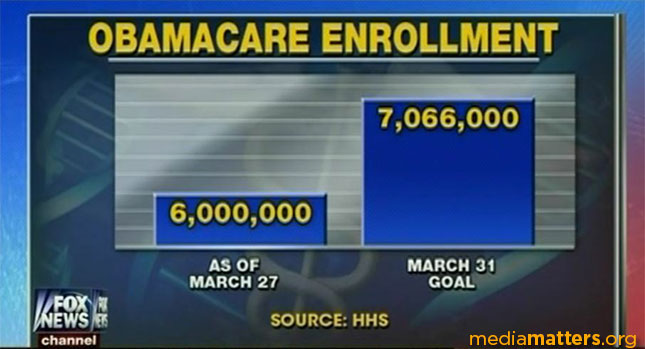 OBAMACARE ENROLLMENT
7,066,000
6,000,000
AS OF
MARCH 27
MARCH 31
GOAL
SOURCE: HHS
FOX
NEWS
channel
mediamatters.org